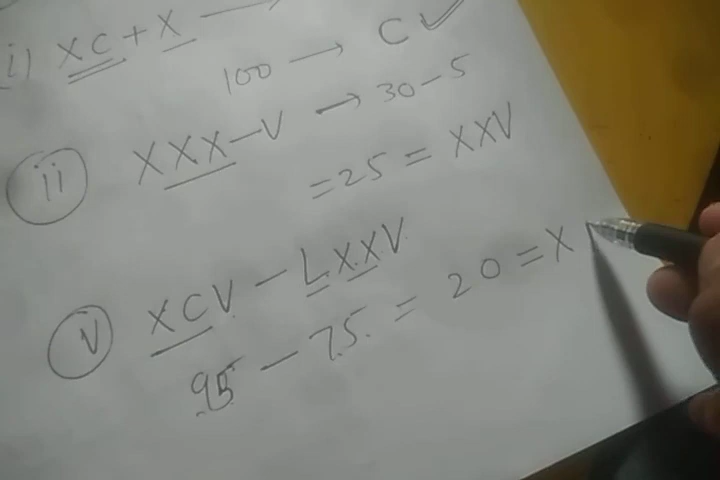 (i) XC + X →
100 → C ✓
(ii) XXX - V → 30 - 5
= 25 = XXV
(V) XCV - LXXV
95 - 75 = 20 = X